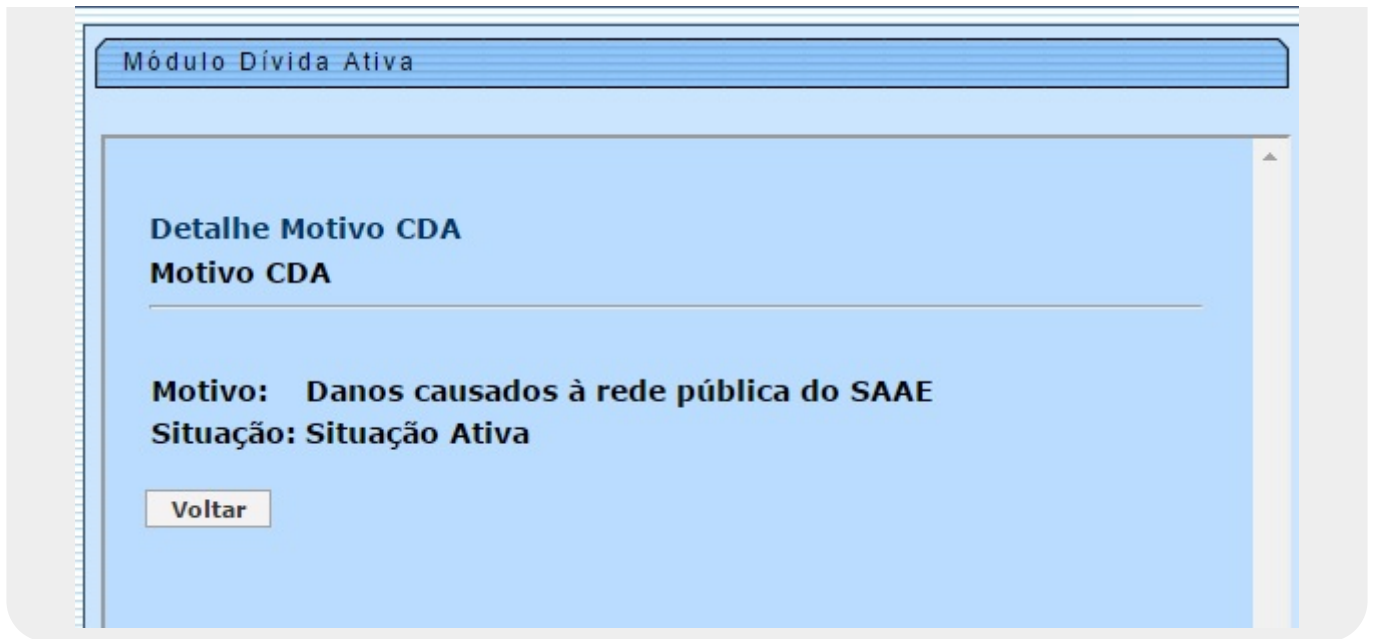 Módulo Dívida Ativa
Detalhe Motivo CDA
Motivo CDA
Motivo: Danos causados à rede pública do SAAE
Situação: Situação Ativa
Voltar